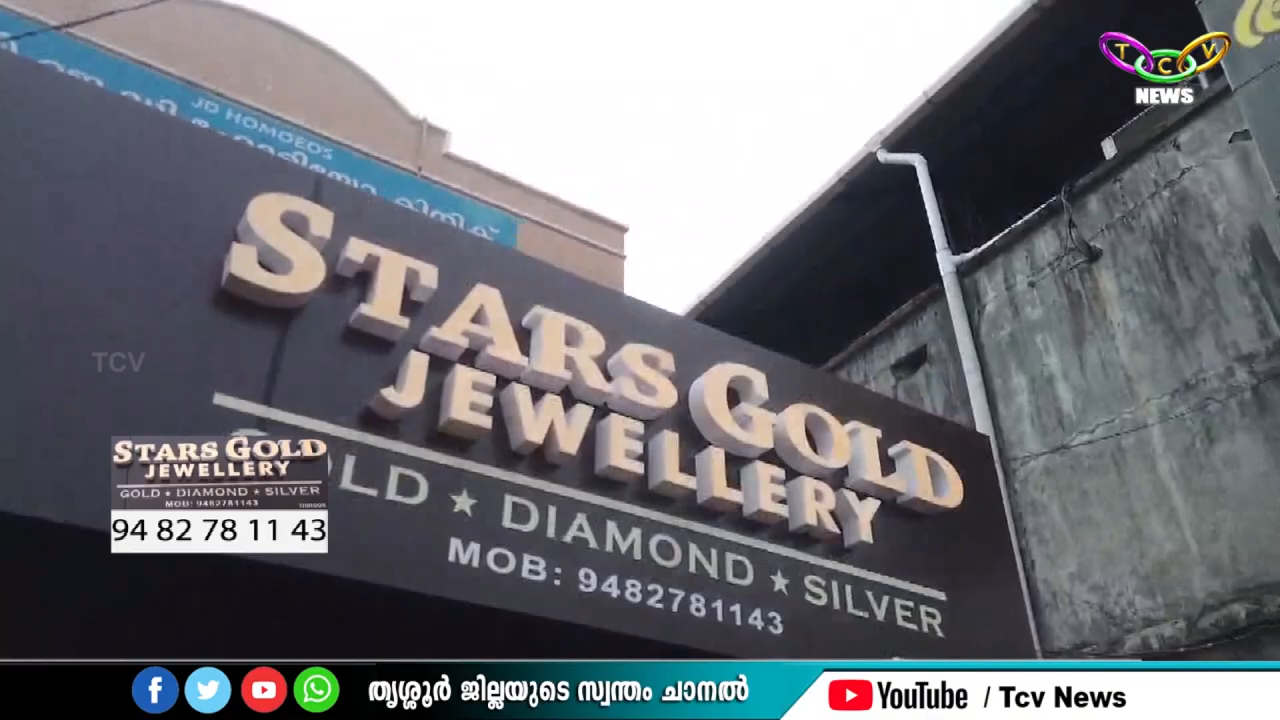 T C V
NEWS
JD HOMOEO'S
ക്ലിനിക്
STARS GOLD
JEWELLERY
LD ★ DIAMOND ★ SILVER
MOB: 9482781143
TCV
STARS GOLD
JEWELLERY
GOLD ★ DIAMOND ★ SILVER
MOB: 9482781143
94 82 78 11 43
തൃശ്ശൂർ ജില്ലയുടെ സ്വന്തം ചാനൽ
YouTube / Tcv News